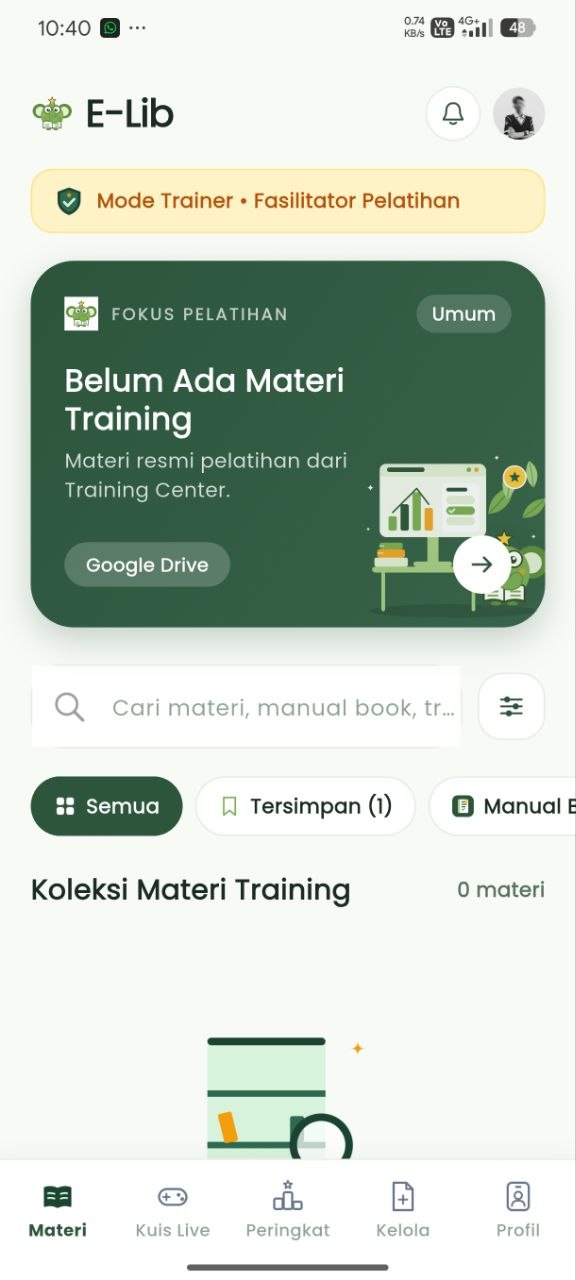 10:40
0.74 KB/s
Vo LTE
4G+
48
E-Lib
Mode Trainer • Fasilitator Pelatihan
FOKUS PELATIHAN
Umum
Belum Ada Materi
Training
Materi resmi pelatihan dari
Training Center.
Google Drive
Cari materi, manual book, tr...
Semua
Tersimpan (1)
Manual B
Koleksi Materi Training
0 materi
Materi
Kuis Live
Peringkat
Kelola
Profil